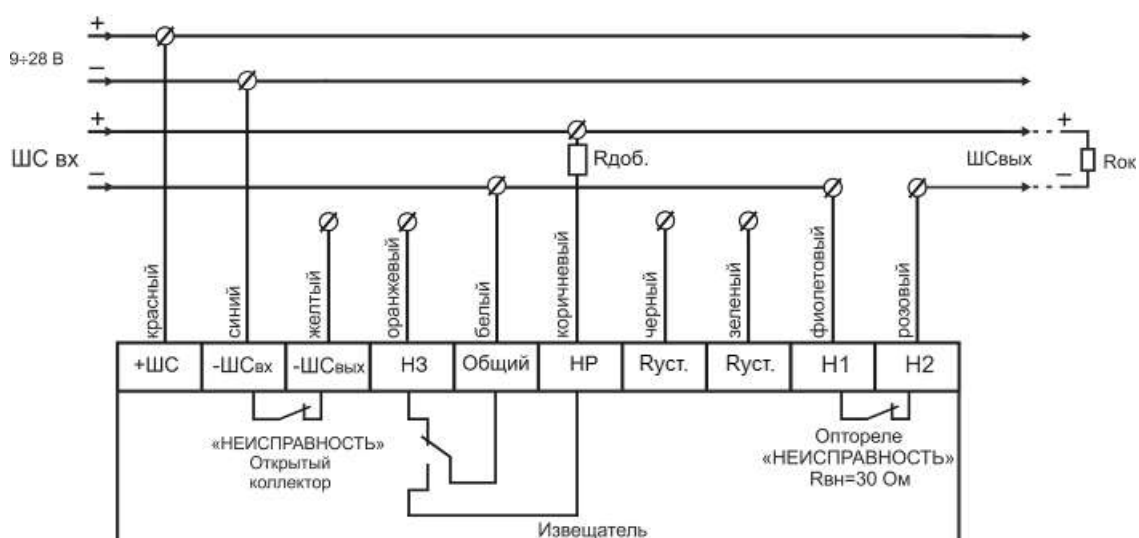 +
9÷28 В
–
+
ШС вх
–
Rдоб.
ШСвых
+
–
Rок
красный
синий
желтый
оранжевый
белый
коричневый
черный
зеленый
фиолетовый
розовый
+ШС
-ШСвх
-ШСвых
НЗ
Общий
НР
Rуст.
Rуст.
Н1
Н2
«НЕИСПРАВНОСТЬ»
Открытый
коллектор
Оптореле
«НЕИСПРАВНОСТЬ»
Rвн=30 Ом
Извещатель